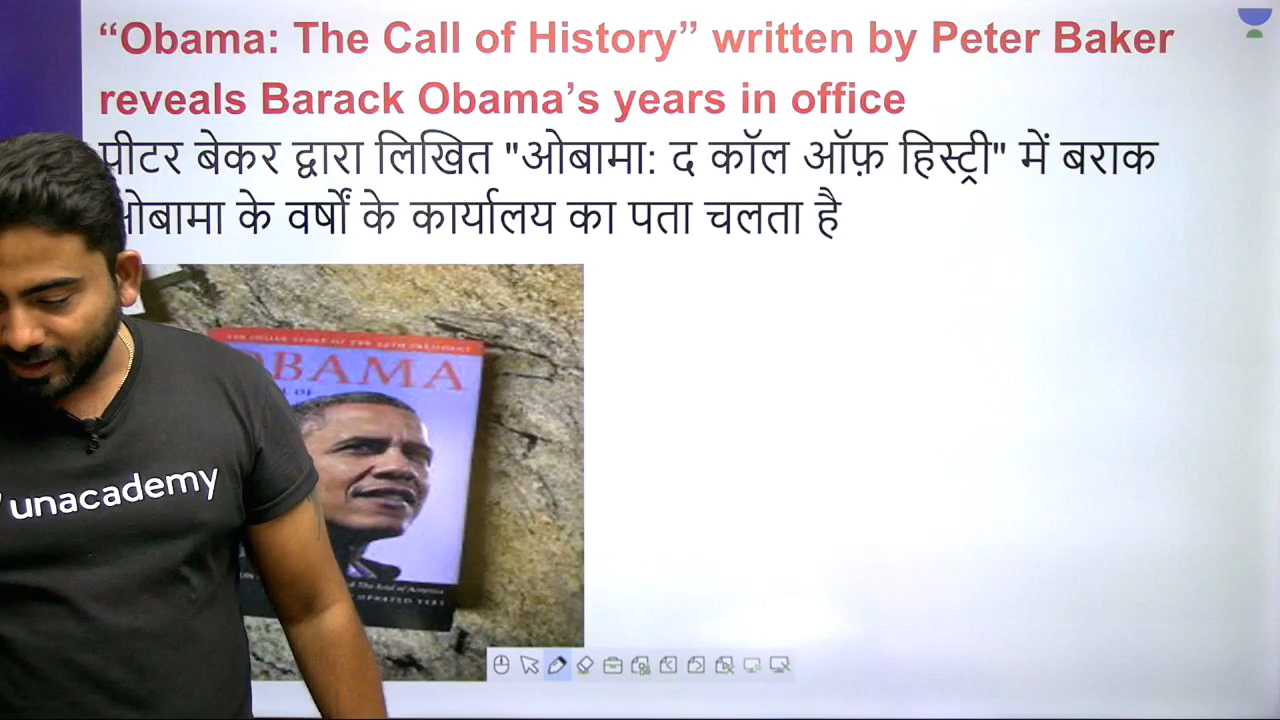 “Obama: The Call of History” written by Peter Baker
reveals Barack Obama’s years in office
पीटर बेकर द्वारा लिखित "ओबामा: द कॉल ऑफ़ हिस्ट्री" में बराक
ओबामा के वर्षों के कार्यालय का पता चलता है
OBAMA
unacademy